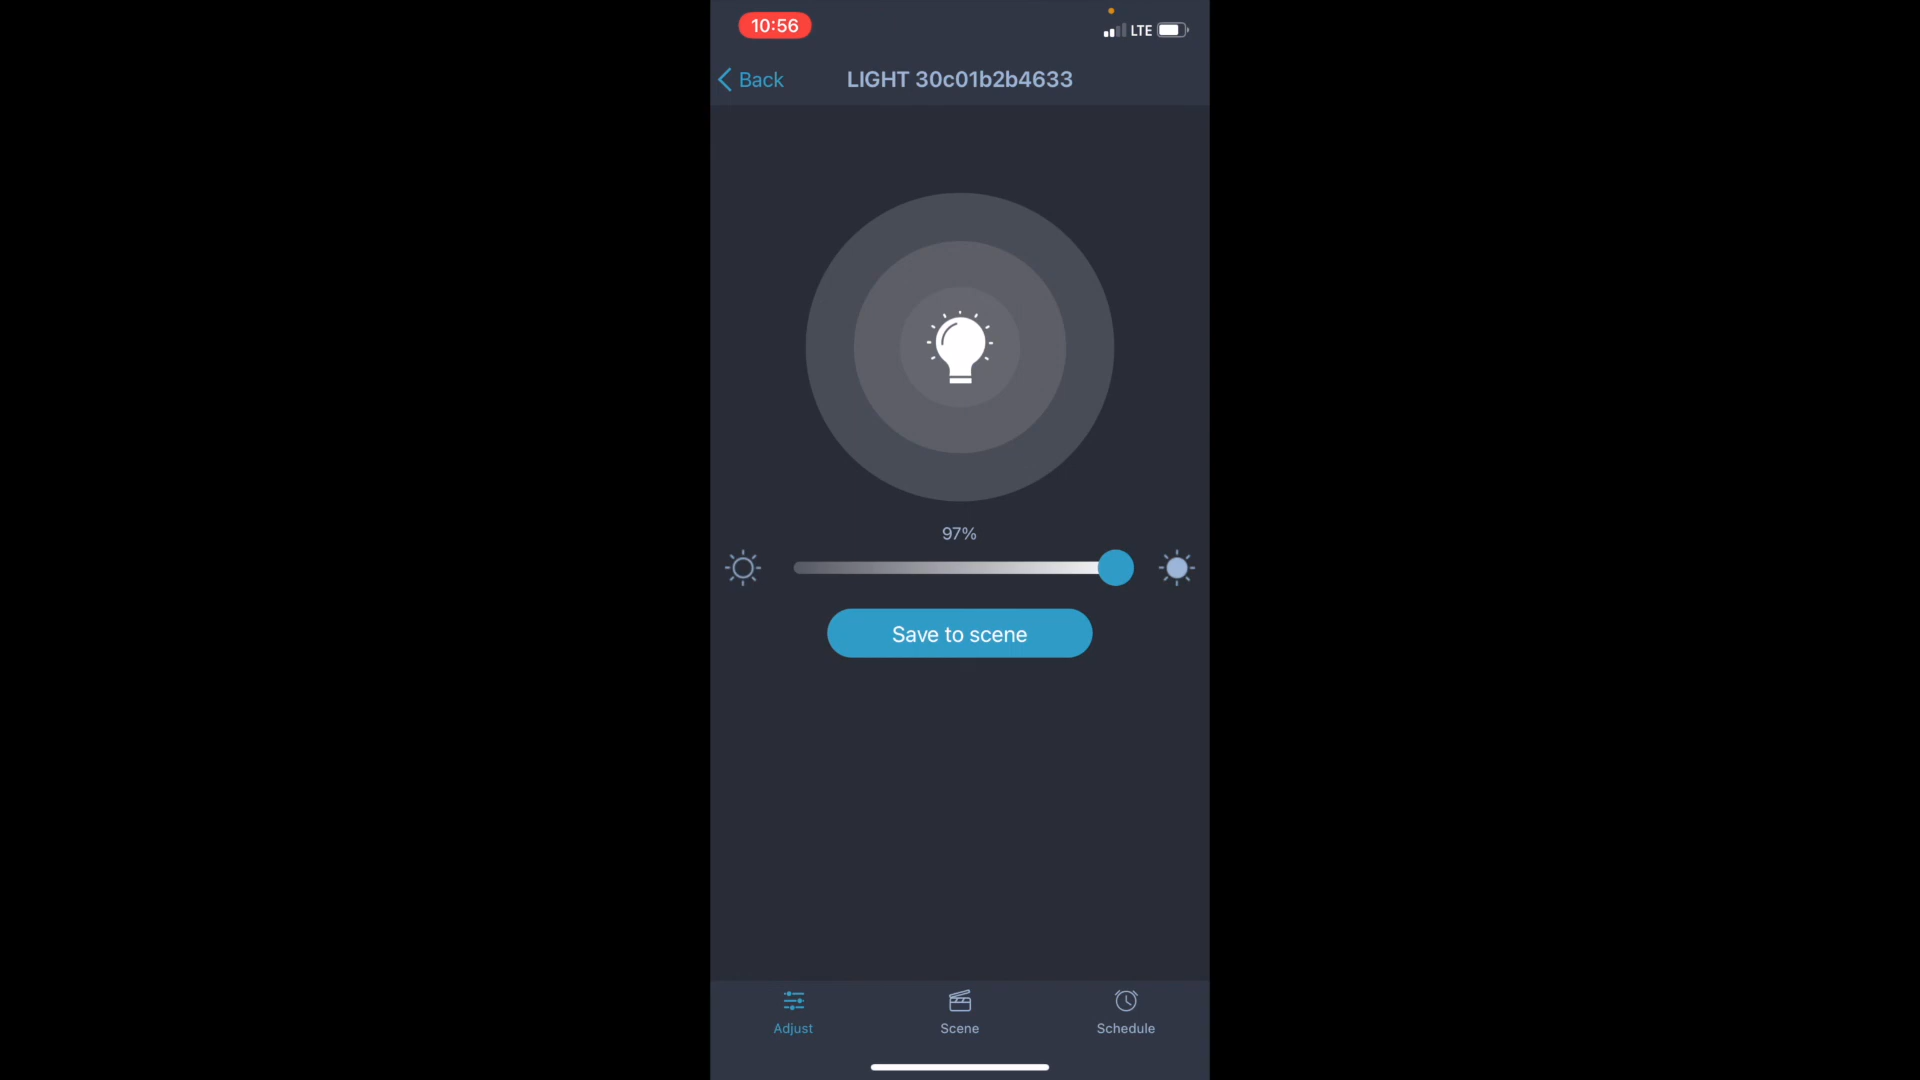 10:56
LTE
Back
LIGHT 30c01b2b4633
97%
Save to scene
Adjust
Scene
Schedule